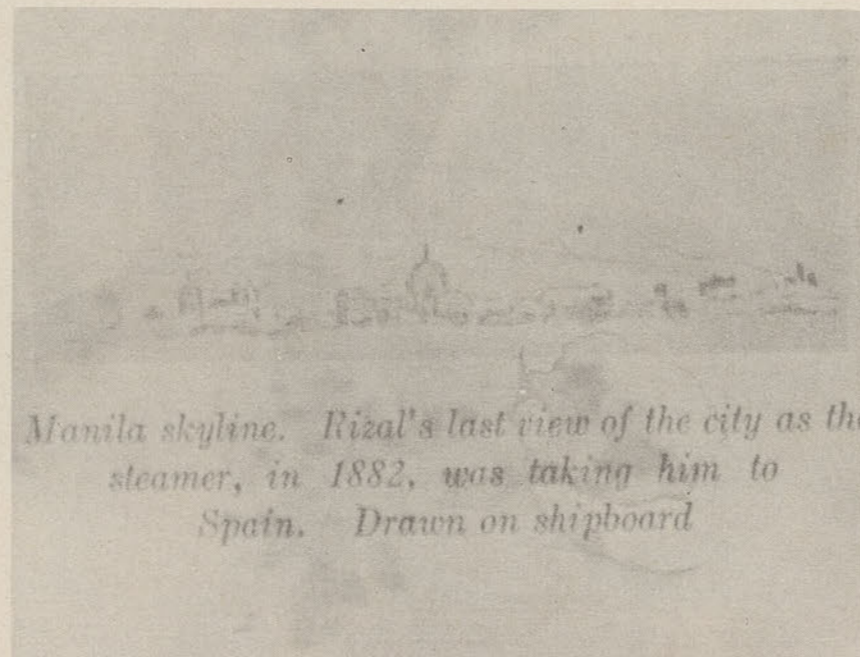 Manila skyline. Rizal's last view of the city as the
steamer, in 1882, was taking him to
Spain. Drawn on shipboard